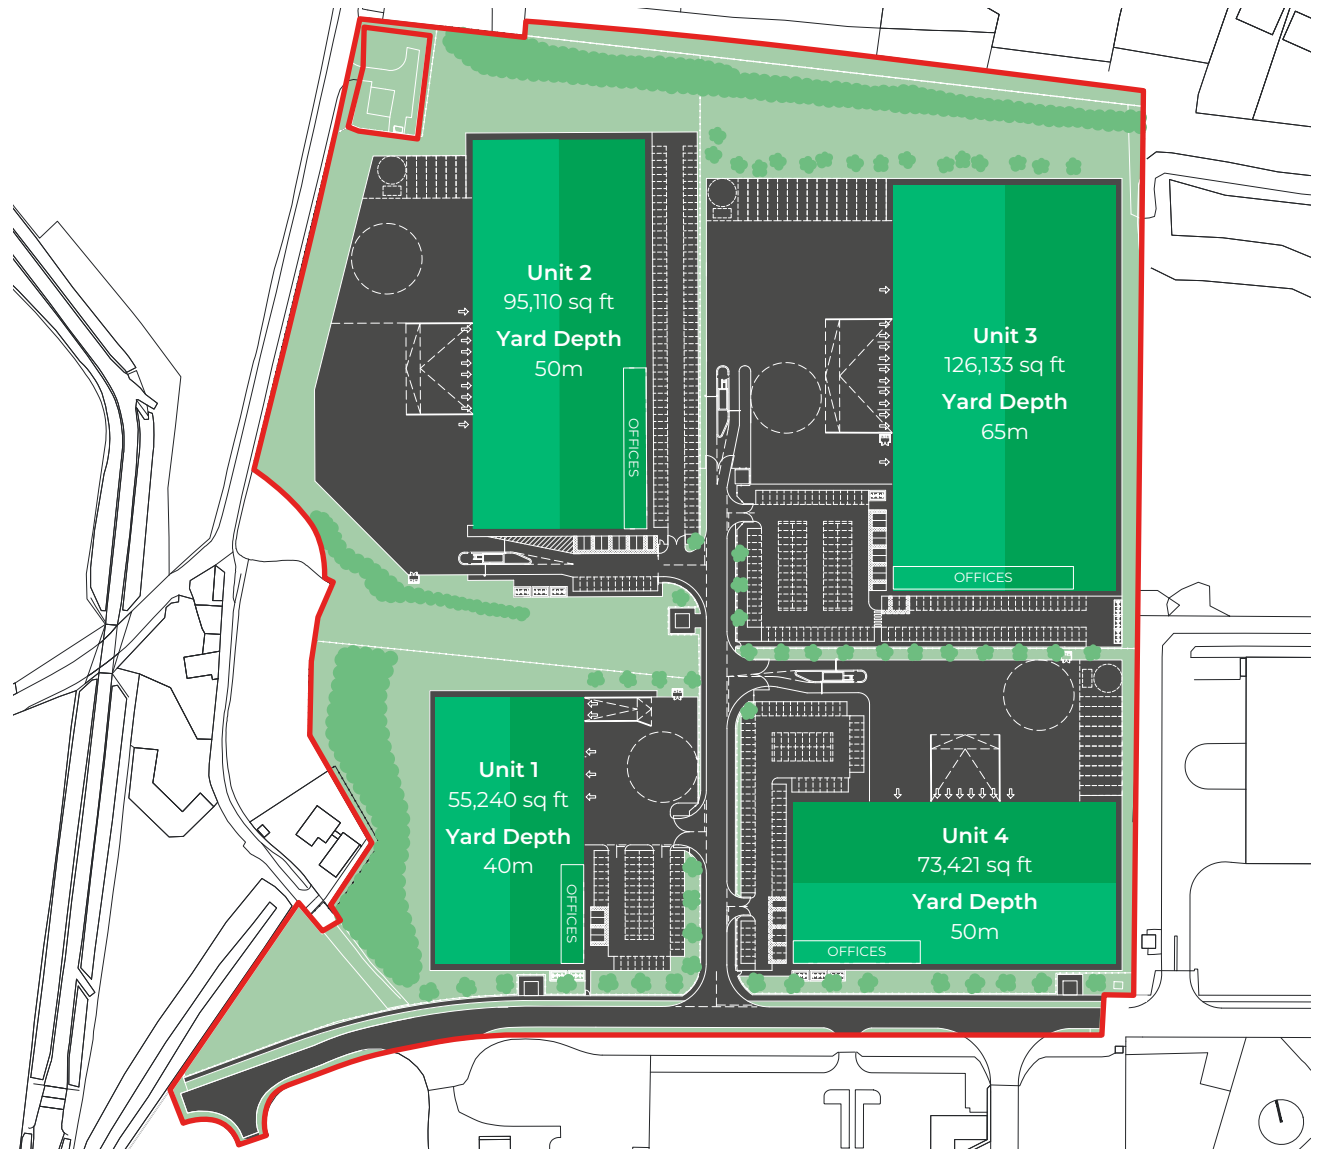 Unit 2
95,110 sq ft
Yard Depth
50m
OFFICES
Unit 3
126,133 sq ft
Yard Depth
65m
OFFICES
Unit 1
55,240 sq ft
Yard Depth
40m
OFFICES
Unit 4
73,421 sq ft
Yard Depth
50m
OFFICES